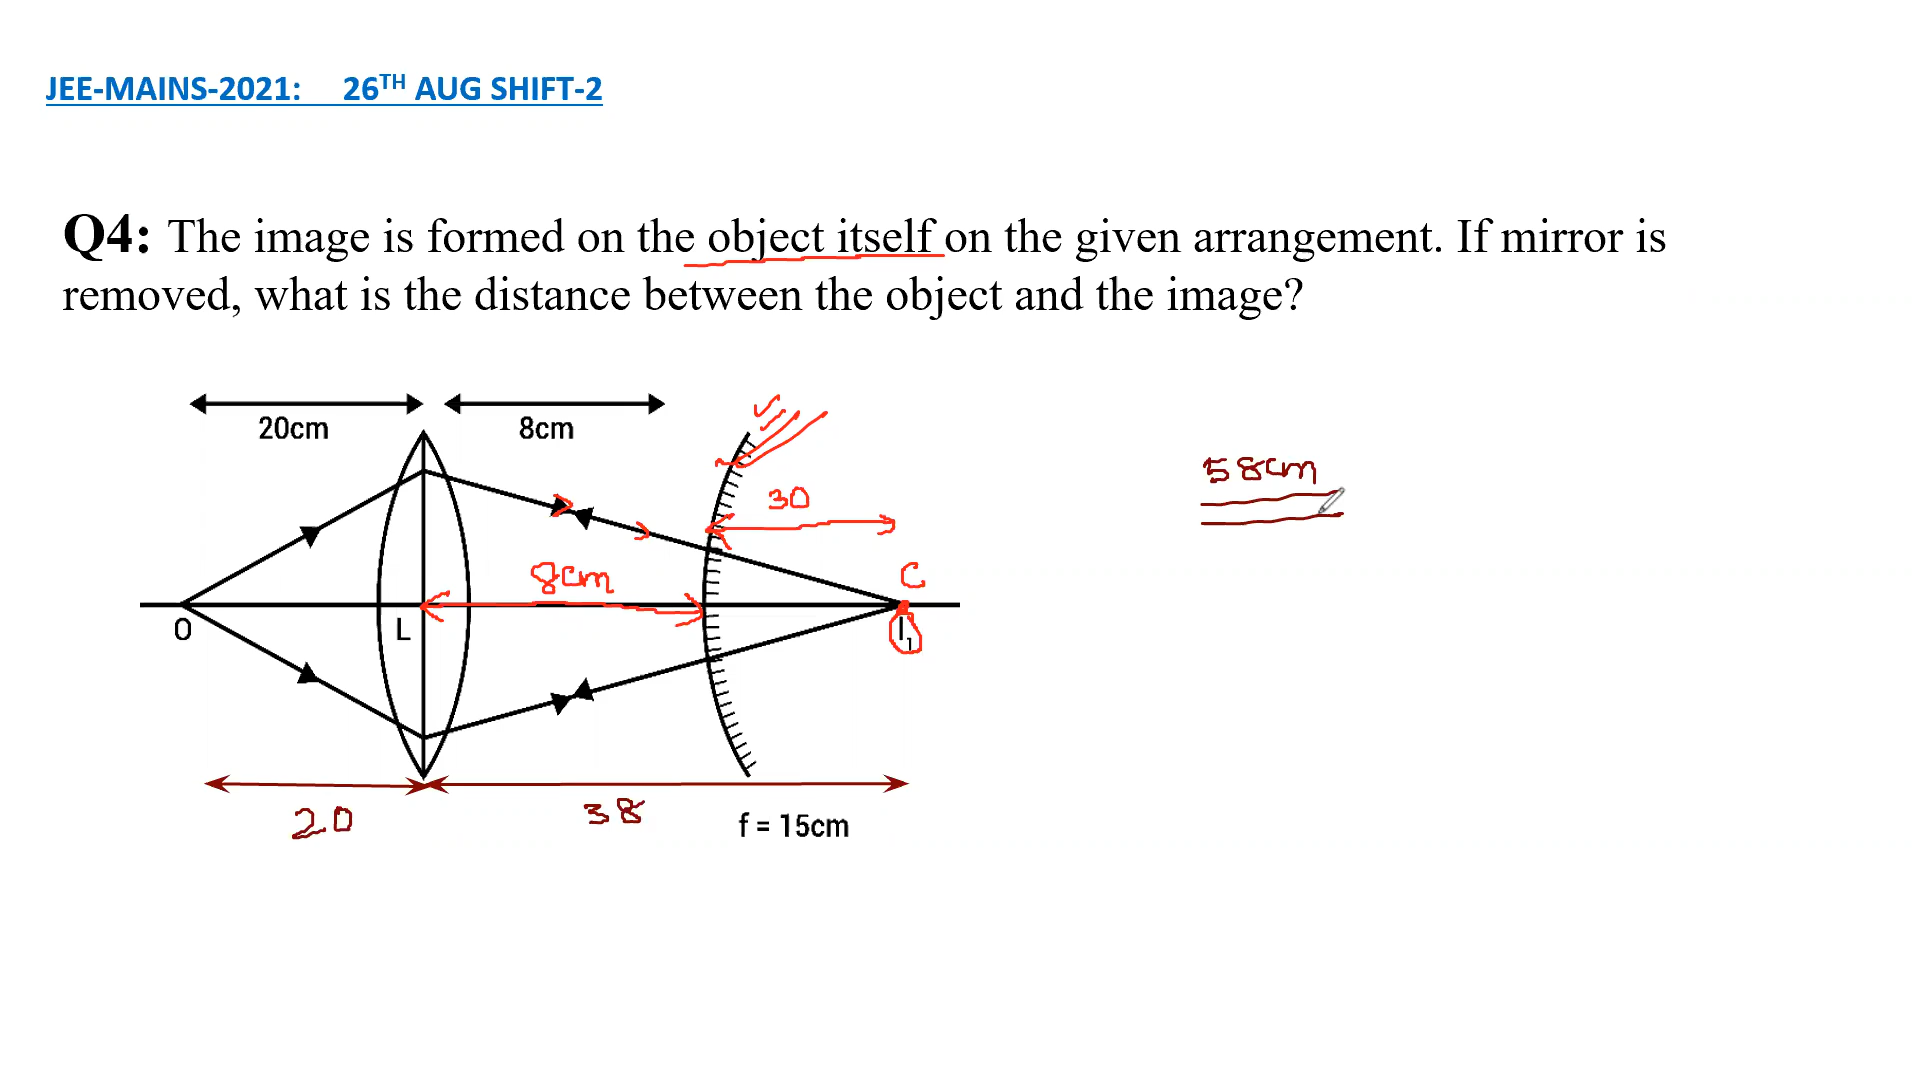 JEE-MAINS-2021: 26TH AUG SHIFT-2
Q4: The image is formed on the object itself on the given arrangement. If mirror is
removed, what is the distance between the object and the image?
20cm
8cm
58cm
30
8cm
C
O
L
I1
20
38
f = 15cm